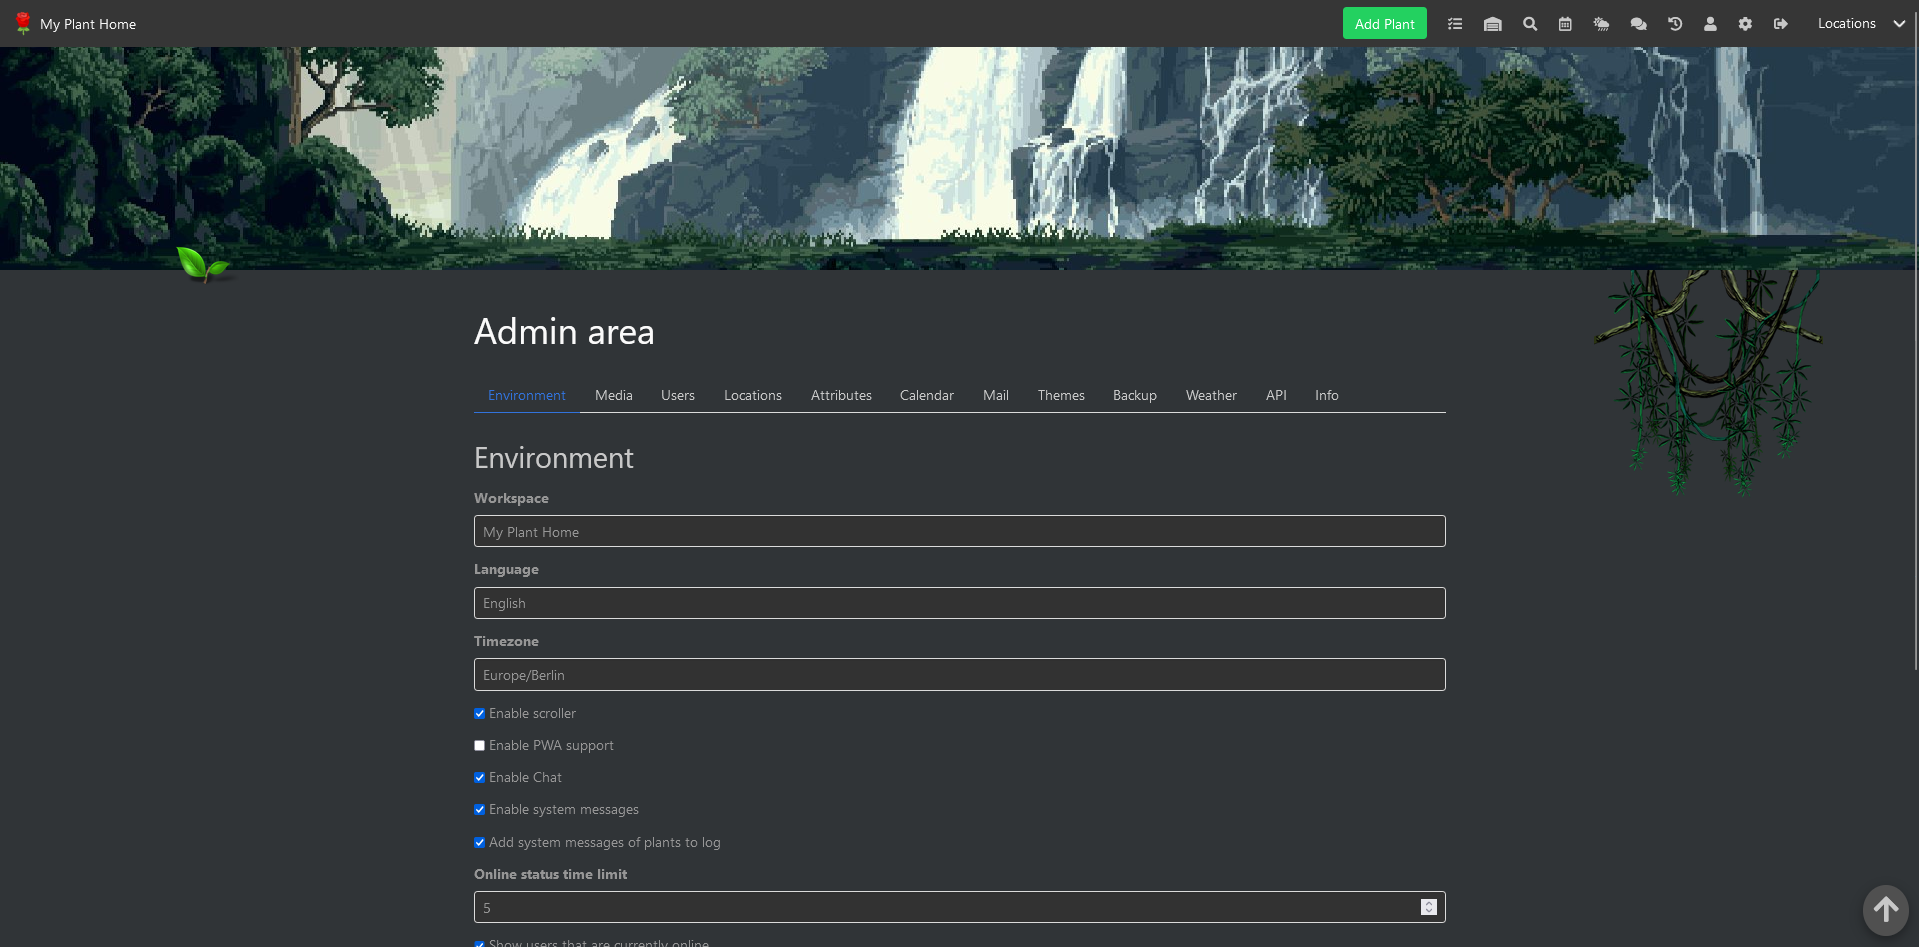 My Plant Home
Add Plant
Locations
Admin area
Environment Media Users Locations Attributes Calendar Mail Themes Backup Weather API Info
Environment
Workspace
My Plant Home
Language
English
Timezone
Europe/Berlin
Enable scroller
Enable PWA support
Enable Chat
Enable system messages
Add system messages of plants to log
Online status time limit
5
Show users that are currently online